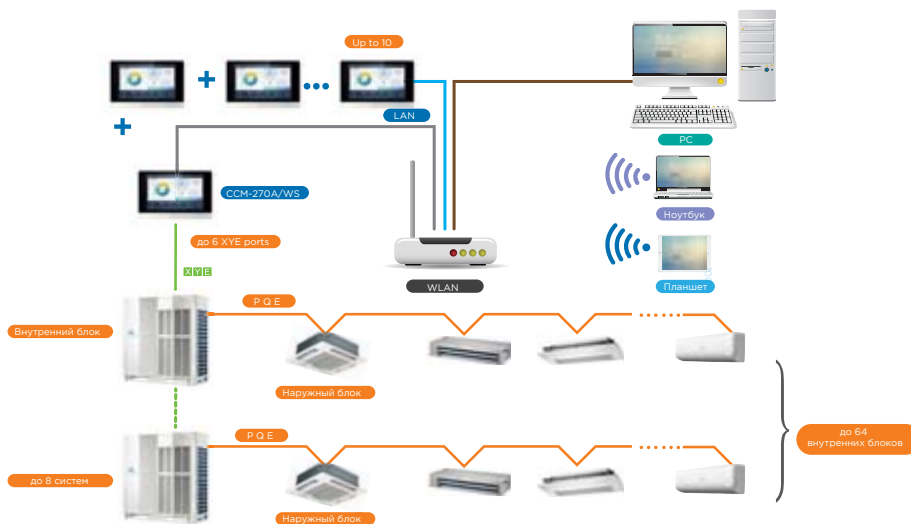 Up to 10
LAN
PC
CCM-270A/WS
Ноутбук
до 6 XYE ports
X Y E
WLAN
Планшет
P Q E
Внутренний блок
Наружный блок
до 64
внутренних блоков
P Q E
до 8 систем
Наружный блок